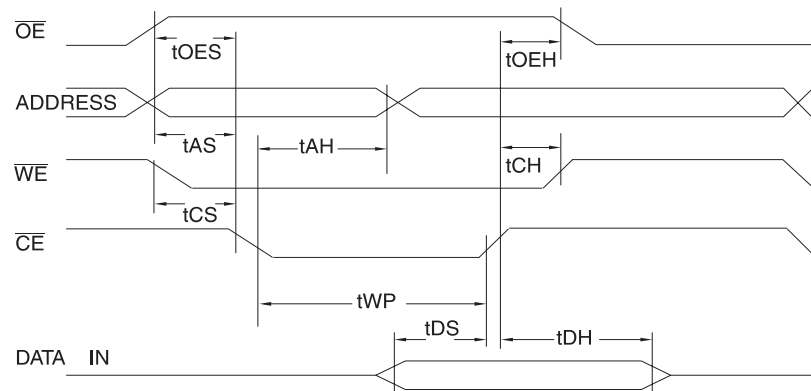 OE
tOES
tOEH
ADDRESS
tAS
tAH
tCH
WE
tCS
CE
tWP
tDS
tDH
DATA IN